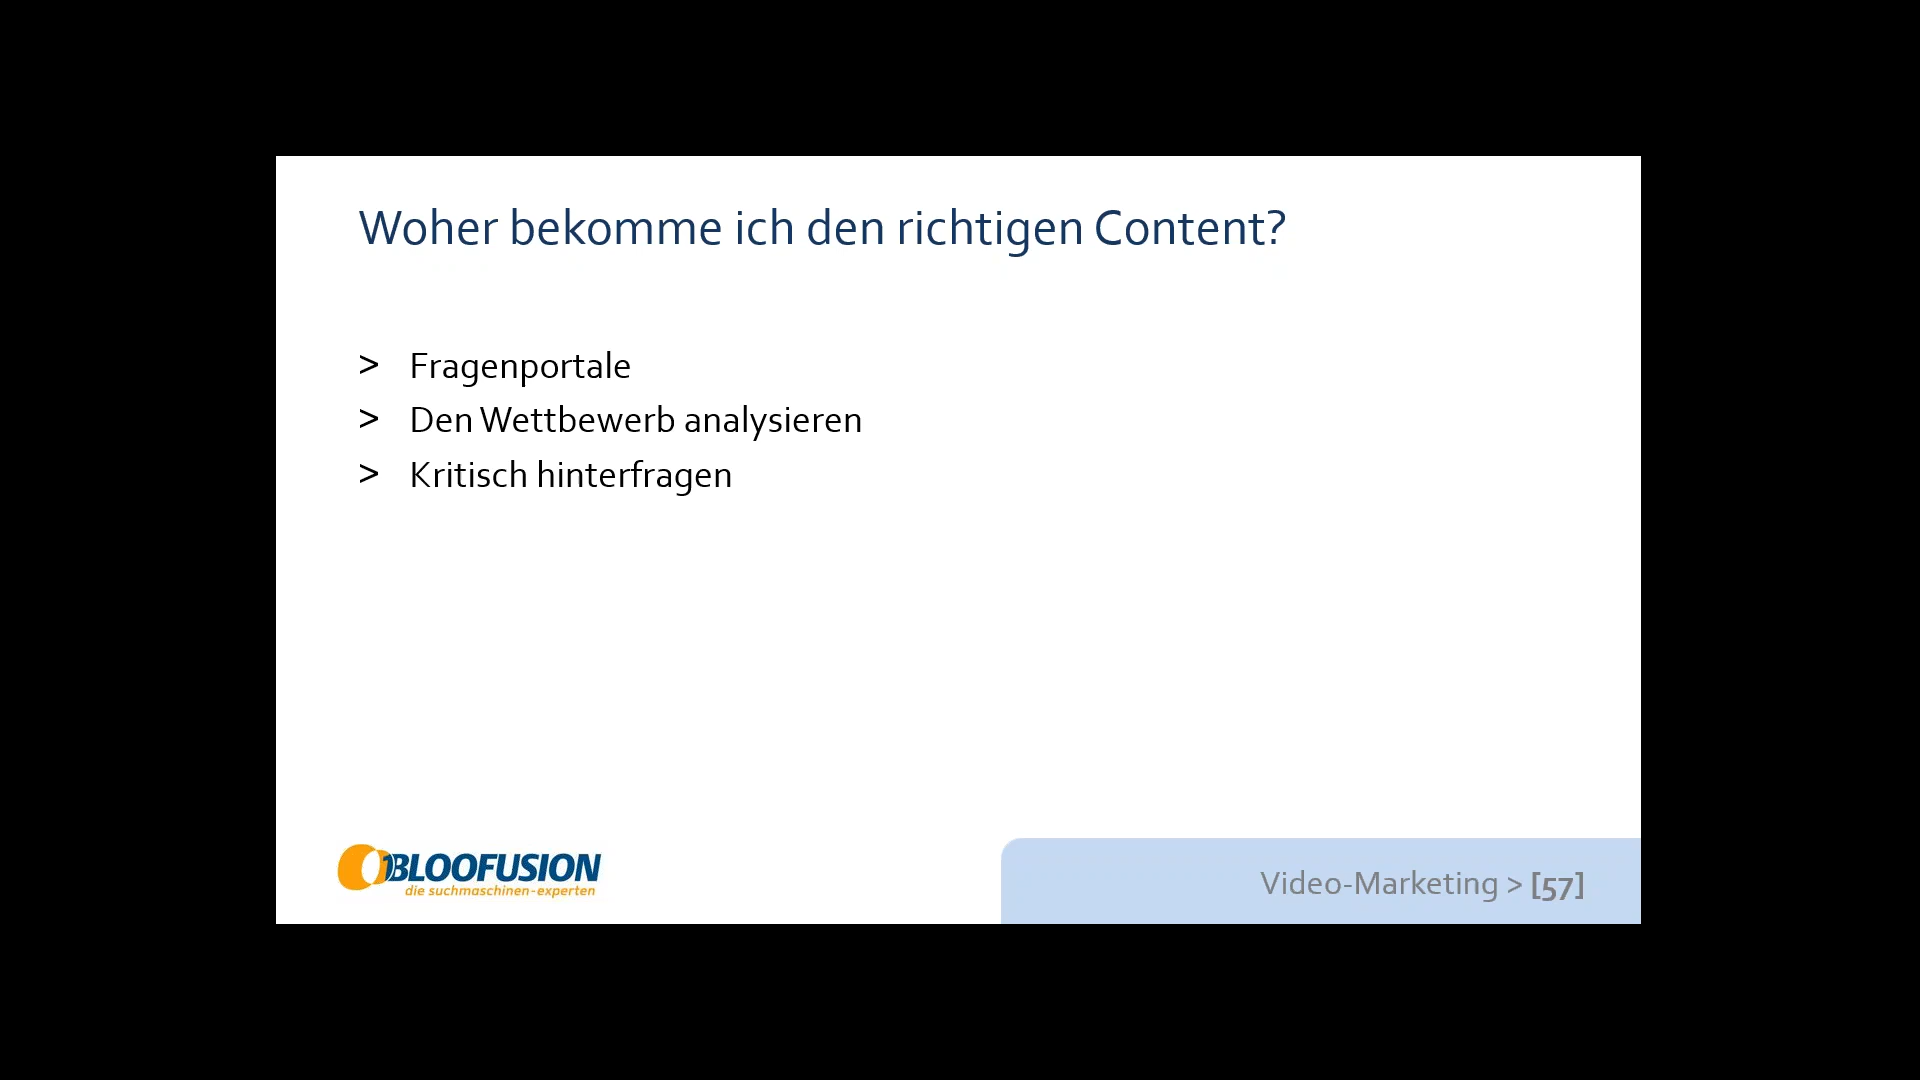 Woher bekomme ich den richtigen Content?
> Fragenportale
> Den Wettbewerb analysieren
> Kritisch hinterfragen
BLOOFUSION
die suchmaschinen-experten
Video-Marketing > [57]